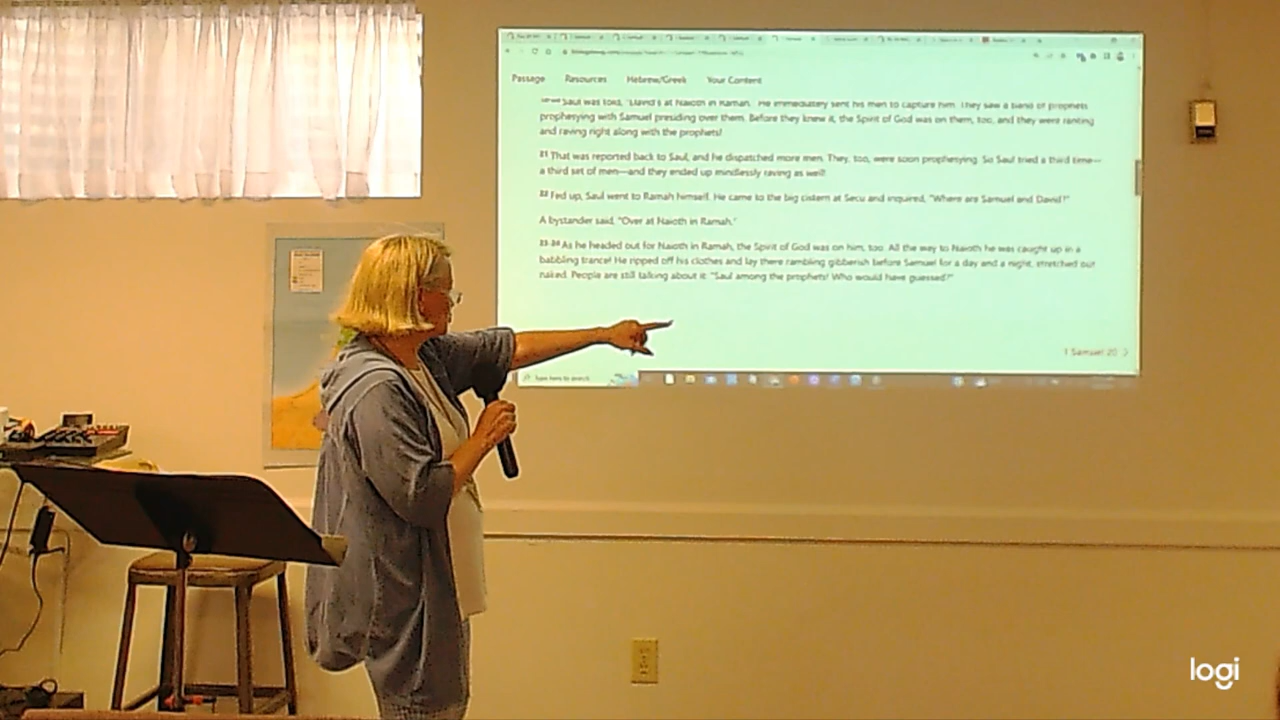 Passage Resources Hebrew/Greek Your Content
Saul was told, "David's at Naioth in Ramah." He immediately sent his men to capture him. They saw a band of prophets
prophesying with Samuel presiding over them. Before they knew it, the Spirit of God was on them, too, and they were ranting
and raving right along with the prophets!
21 That was reported back to Saul, and he dispatched more men. They, too, were soon prophesying. So Saul tried a third time—
a third set of men—and they ended up mindlessly raving as well!
22 Fed up, Saul went to Ramah himself. He came to the big cistern at Secu and inquired, "Where are Samuel and David?"
A bystander said, "Over at Naioth in Ramah."
23-24 As he headed out for Naioth in Ramah, the Spirit of God was on him, too. All the way to Naioth he was caught up in a
babbling trance! He ripped off his clothes and lay there rambling gibberish before Samuel for a day and a night, stretched out
naked. People are still talking about it: "Saul among the prophets! Who would have guessed?"
1 Samuel 20
Type here to search
logi